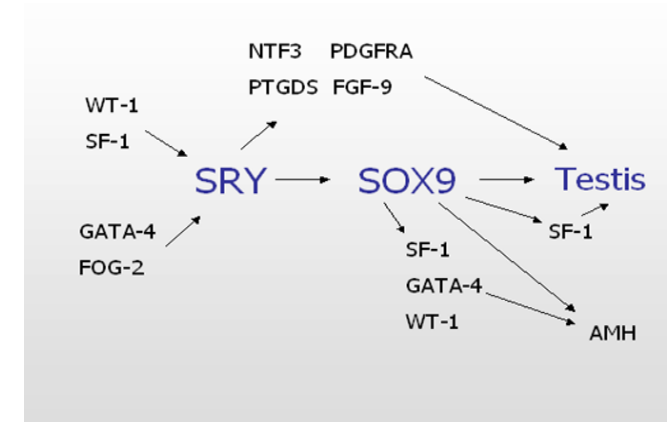 NTF3 PDGFRA
PTGDS FGF-9
WT-1
SF-1
SRY
SOX9
Testis
GATA-4
FOG-2
SF-1
SF-1
GATA-4
WT-1
AMH